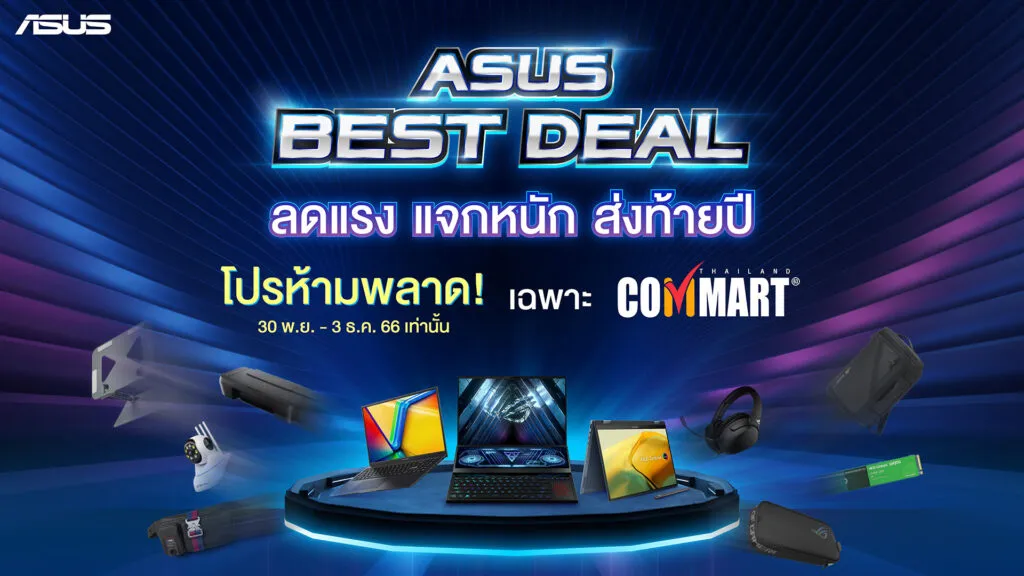 ASUS
ASUS
BEST DEAL
ลดแรง แจกหนัก ส่งท้ายปี
โปรห้ามพลาด! เฉพาะ THAILAND COMMART®
30 พ.ย. - 3 ธ.ค. 66 เท่านั้น